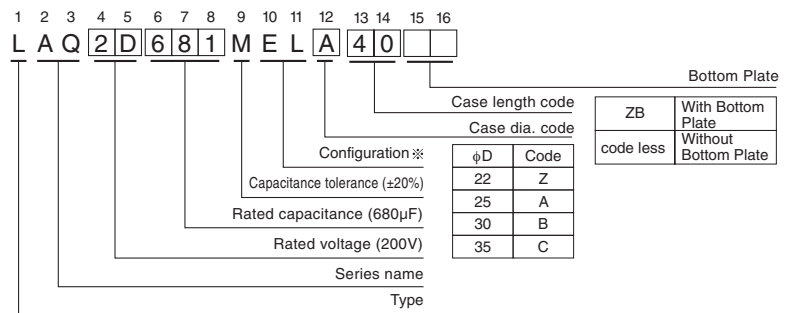 1 2 3 4 5 6 7 8 9 10 11 12 13 14 15 16
L A Q 2 D 6 8 1 M E L A 4 0
Bottom Plate
Case length code
Case dia. code
Configuration※
Capacitance tolerance (±20%)
Rated capacitance (680µF)
Rated voltage (200V)
Series name
Type
ZB With Bottom Plate
code less Without Bottom Plate
ϕD Code
22 Z
25 A
30 B
35 C